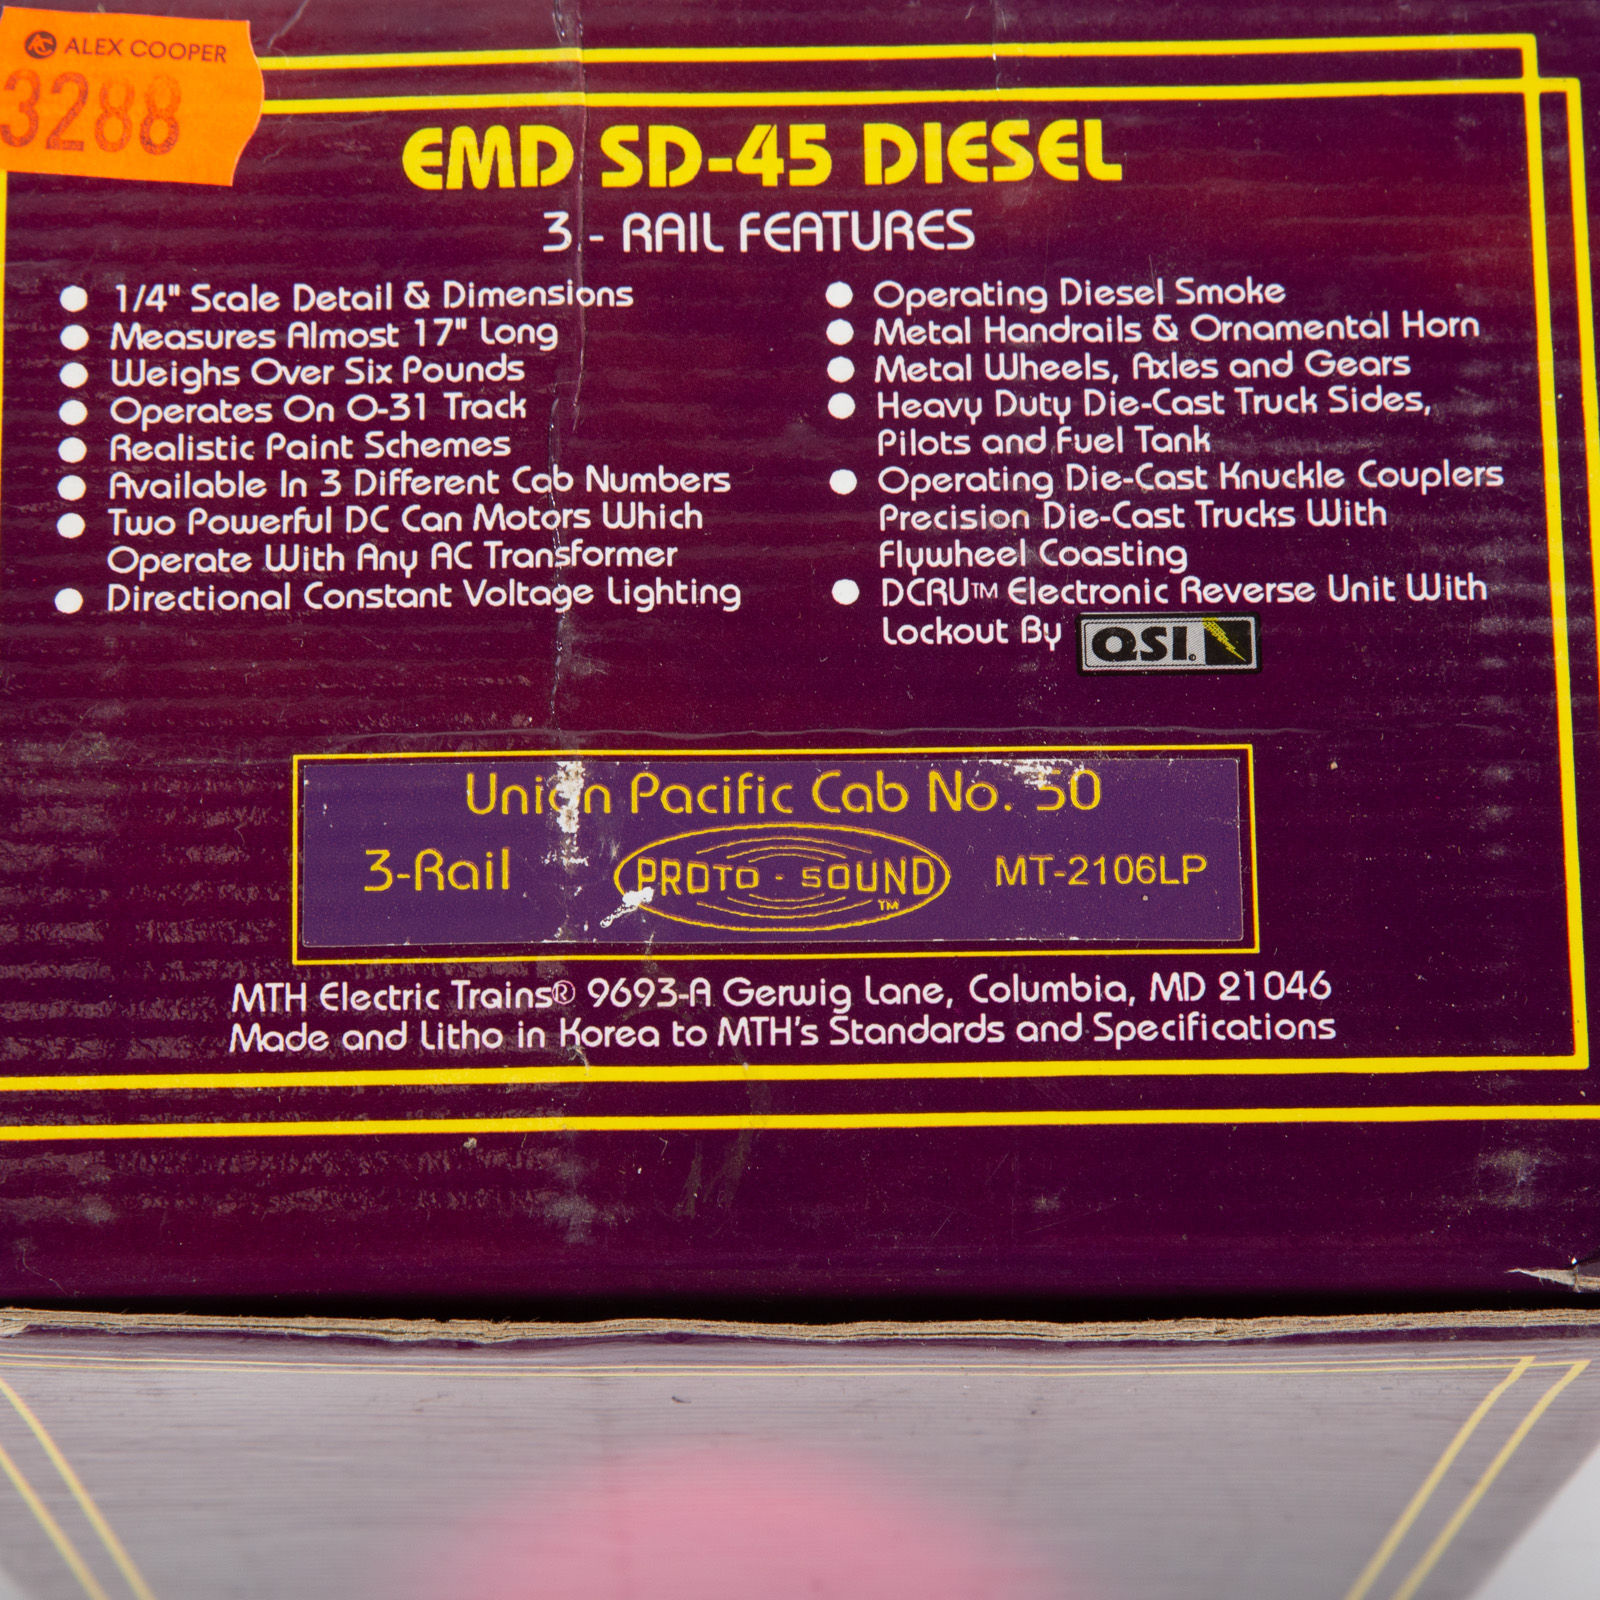 ALEX COOPER
3288
EMD SD-45 DIESEL
3 - RAIL FEATURES
1/4" Scale Detail & Dimensions
Measures Almost 17" Long
Weighs Over Six Pounds
Operates On O-31 Track
Realistic Paint Schemes
Available In 3 Different Cab Numbers
Two Powerful DC Can Motors Which
Operate With Any AC Transformer
Directional Constant Voltage Lighting
Operating Diesel Smoke
Metal Handrails & Ornamental Horn
Metal Wheels, Axles and Gears
Heavy Duty Die-Cast Truck Sides,
Pilots and Fuel Tank
Operating Die-Cast Knuckle Couplers
Precision Die-Cast Trucks With
Flywheel Coasting
DCRU™ Electronic Reverse Unit With
Lockout By QSI®
Union Pacific Cab No. 50
3-Rail PROTO-SOUND™ MT-2106LP
MTH Electric Trains® 9693-A Gerwig Lane, Columbia, MD 21046
Made and Litho in Korea to MTH's Standards and Specifications